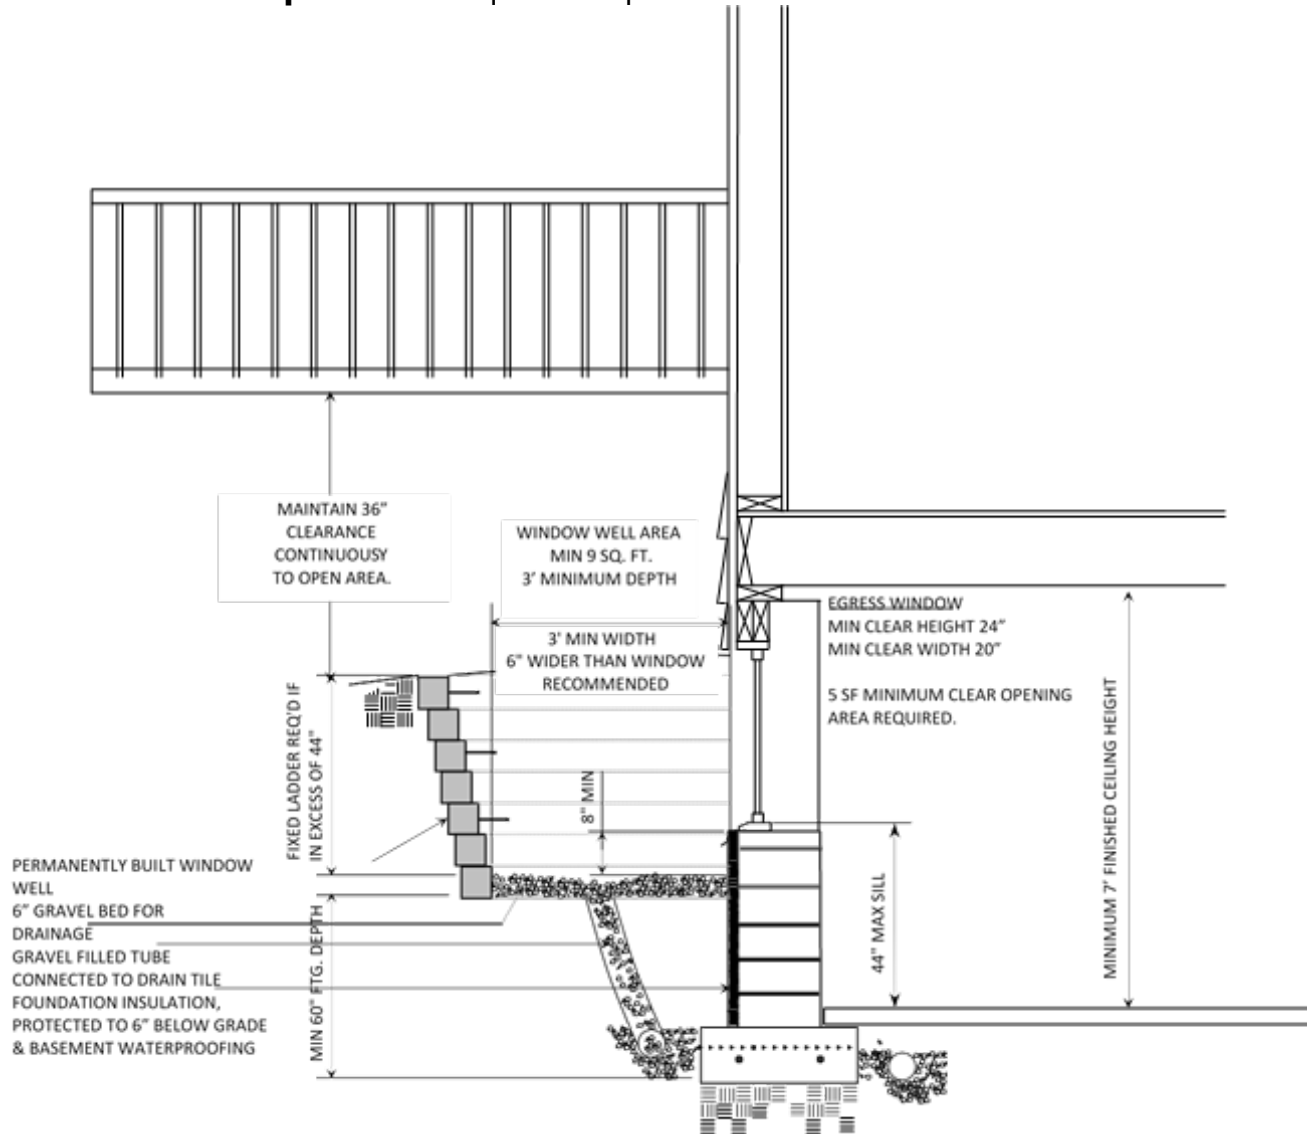 MAINTAIN 36”
CLEARANCE
CONTINUOUSY
TO OPEN AREA.
WINDOW WELL AREA
MIN 9 SQ. FT.
3’ MINIMUM DEPTH
3' MIN WIDTH
6" WIDER THAN WINDOW
RECOMMENDED
EGRESS WINDOW
MIN CLEAR HEIGHT 24”
MIN CLEAR WIDTH 20”
5 SF MINIMUM CLEAR OPENING
AREA REQUIRED.
FIXED LADDER REQ'D IF
IN EXCESS OF 44"
8" MIN
44" MAX SILL
MINIMUM 7' FINISHED CEILING HEIGHT
PERMANENTLY BUILT WINDOW
WELL
6” GRAVEL BED FOR
DRAINAGE
GRAVEL FILLED TUBE
CONNECTED TO DRAIN TILE
FOUNDATION INSULATION,
PROTECTED TO 6” BELOW GRADE
& BASEMENT WATERPROOFING
MIN 60" FTG. DEPTH